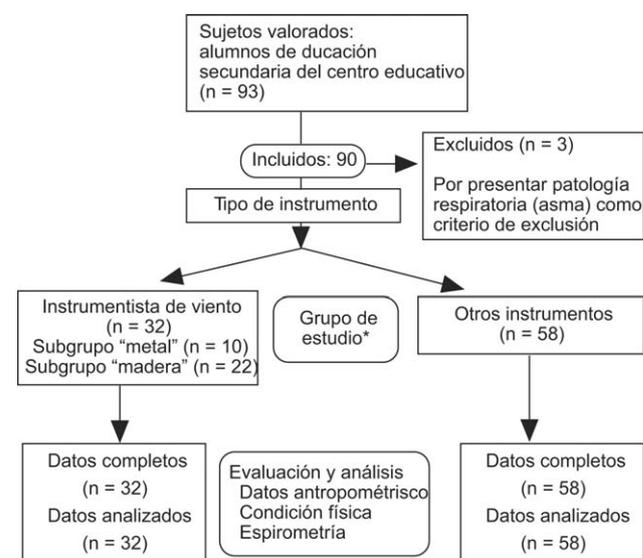 Sujetos valorados:
alumnos de ducación
secundaria del centro educativo
(n = 93)
Incluidos: 90
Excluidos (n = 3)
Por presentar patología
respiratoria (asma) como
criterio de exclusión
Tipo de instrumento
Instrumentista de viento
(n = 32)
Subgrupo “metal” (n = 10)
Subgrupo “madera” (n = 22)
Grupo de
estudio*
Otros instrumentos
(n = 58)
Datos completos
(n = 32)
Datos analizados
(n = 32)
Evaluación y análisis
Datos antropométrisco
Condición física
Espirometría
Datos completos
(n = 58)
Datos analizados
(n = 58)